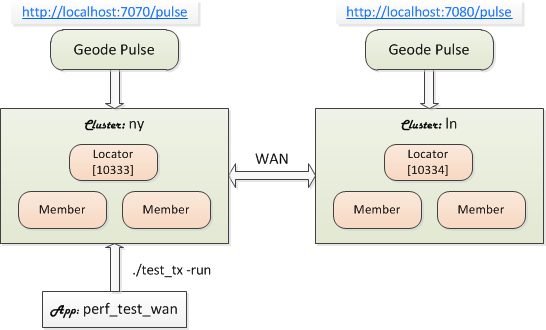 http://localhost:7070/pulse
http://localhost:7080/pulse
Geode Pulse
Geode Pulse
Cluster: ny
Cluster: ln
Locator
[10333]
Locator
[10334]
WAN
Member
Member
Member
Member
./test_tx -run
App: perf_test_wan